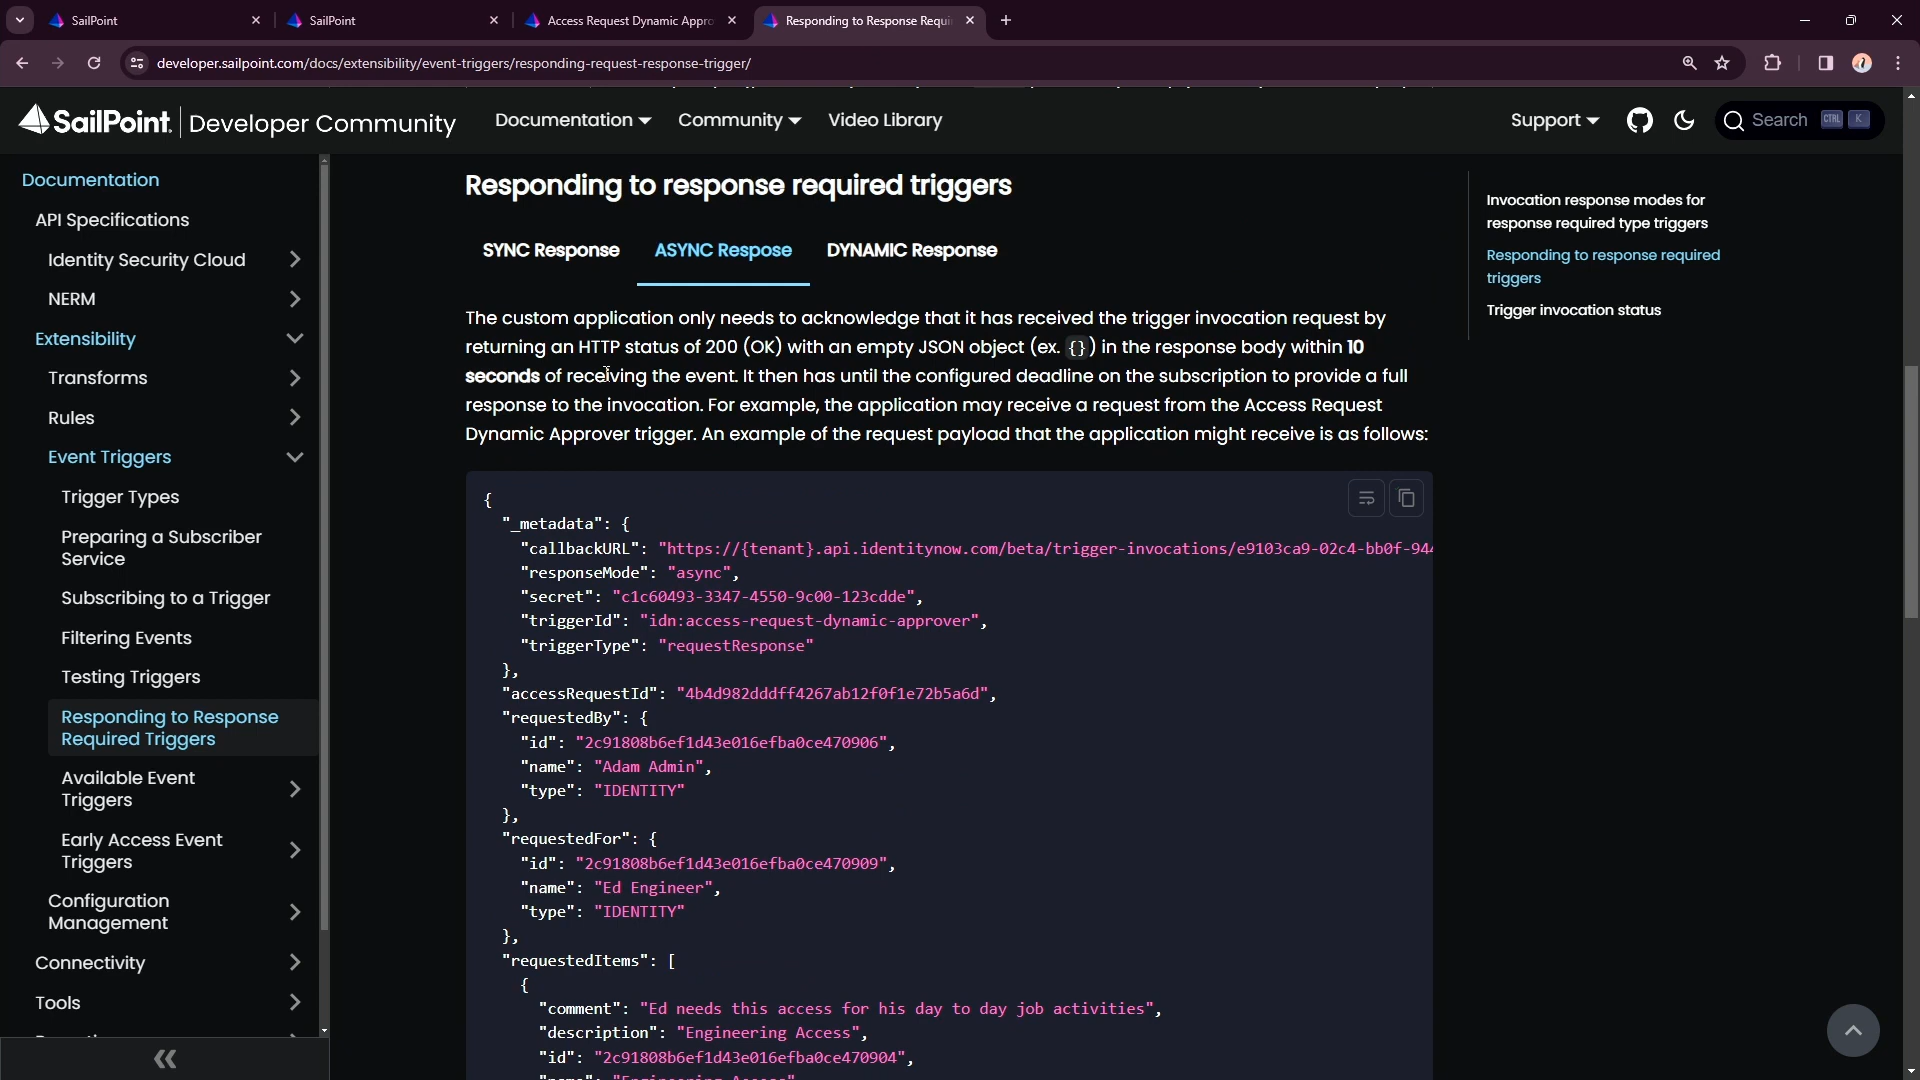 SailPoint
SailPoint
Access Request Dynamic Appro
Responding to Response Requi
developer.sailpoint.com/docs/extensibility/event-triggers/responding-request-response-trigger/
SailPoint Developer Community
Documentation
Community
Video Library
Support
Search CTRL K
Documentation
API Specifications
Identity Security Cloud
NERM
Extensibility
Transforms
Rules
Event Triggers
Trigger Types
Preparing a Subscriber
Service
Subscribing to a Trigger
Filtering Events
Testing Triggers
Responding to Response
Required Triggers
Available Event
Triggers
Early Access Event
Triggers
Configuration
Management
Connectivity
Tools
Responding to response required triggers
SYNC Response
ASYNC Respose
DYNAMIC Response
The custom application only needs to acknowledge that it has received the trigger invocation request by
returning an HTTP status of 200 (OK) with an empty JSON object (ex. {}) in the response body within 10
seconds of receiving the event. It then has until the configured deadline on the subscription to provide a full
response to the invocation. For example, the application may receive a request from the Access Request
Dynamic Approver trigger. An example of the request payload that the application might receive is as follows:
{
"_metadata": {
"callbackURL": "https://{tenant}.api.identitynow.com/beta/trigger-invocations/e9103ca9-02c4-bb0f-944
"responseMode": "async",
"secret": "c1c60493-3347-4550-9c00-123cdde",
"triggerId": "idn:access-request-dynamic-approver",
"triggerType": "requestResponse"
},
"accessRequestId": "4b4d982dddff4267ab12f0f1e72b5a6d",
"requestedBy": {
"id": "2c91808b6ef1d43e016efba0ce470906",
"name": "Adam Admin",
"type": "IDENTITY"
},
"requestedFor": {
"id": "2c91808b6ef1d43e016efba0ce470909",
"name": "Ed Engineer",
"type": "IDENTITY"
},
"requestedItems": [
{
"comment": "Ed needs this access for his day to day job activities",
"description": "Engineering Access",
"id": "2c91808b6ef1d43e016efba0ce470904",
Invocation response modes for
response required type triggers
Responding to response required
triggers
Trigger invocation status